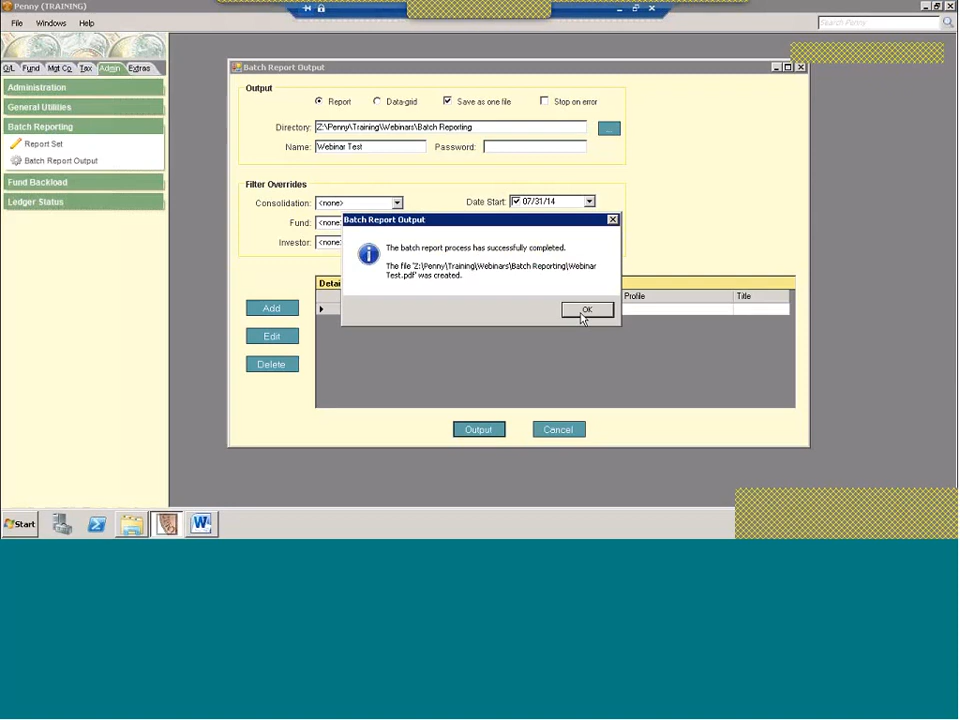 Penny (TRAINING)
File Windows Help
Search Penny
G/L Fund Mgt Co Tax Admin Extras
Administration
General Utilities
Batch Reporting
Report Set
Batch Report Output
Fund Backload
Ledger Status
Batch Report Output
Output
Report Data-grid Save as one file Stop on error
Directory: Z:\Penny\Training\Webinars\Batch Reporting ...
Name: Webinar Test Password:
Filter Overrides
Consolidation: <none> Date Start: 07/31/14
Fund: <none
Investor: <none
Batch Report Output
The batch report process has successfully completed.
The file 'Z:\Penny\Training\Webinars\Batch Reporting\Webinar
Test.pdf' was created.
OK
Detai
Profile Title
Add
Edit
Delete
Output Cancel
Start